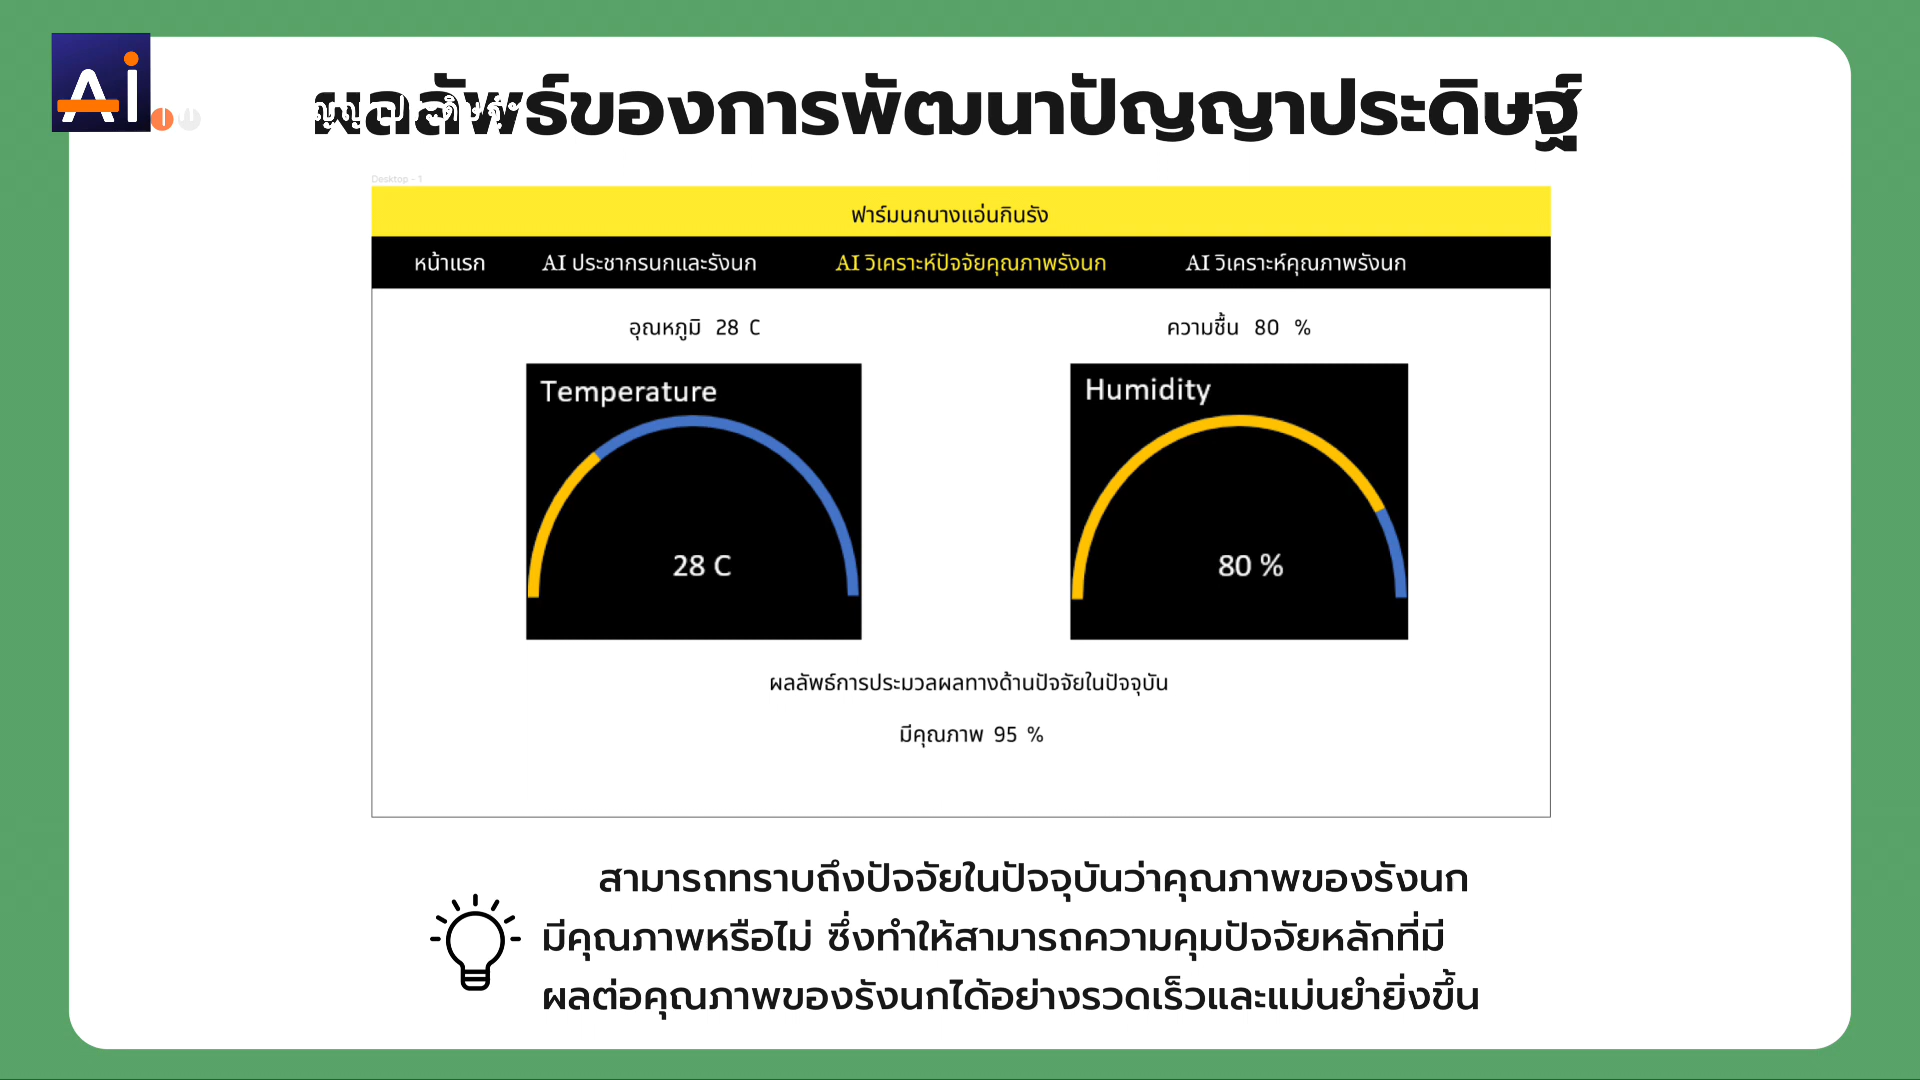 Ai
ผลลัพธ์ของการพัฒนาปัญญาประดิษฐ์
Desktop - 1
ฟาร์มนกนางแอ่นกินรัง
หน้าแรก AI ประชากรนกและรังนก AI วิเคราะห์ปัจจัยคุณภาพรังนก AI วิเคราะห์คุณภาพรังนก
อุณหภูมิ 28 C ความชื้น 80 %
Temperature Humidity
28 C 80 %
ผลลัพธ์การประมวลผลทางด้านปัจจัยในปัจจุบัน
มีคุณภาพ 95 %
สามารถทราบถึงปัจจัยในปัจจุบันว่าคุณภาพของรังนก
มีคุณภาพหรือไม่ ซึ่งทำให้สามารถความคุมปัจจัยหลักที่มี
ผลต่อคุณภาพของรังนกได้อย่างรวดเร็วและแม่นยำยิ่งขึ้น